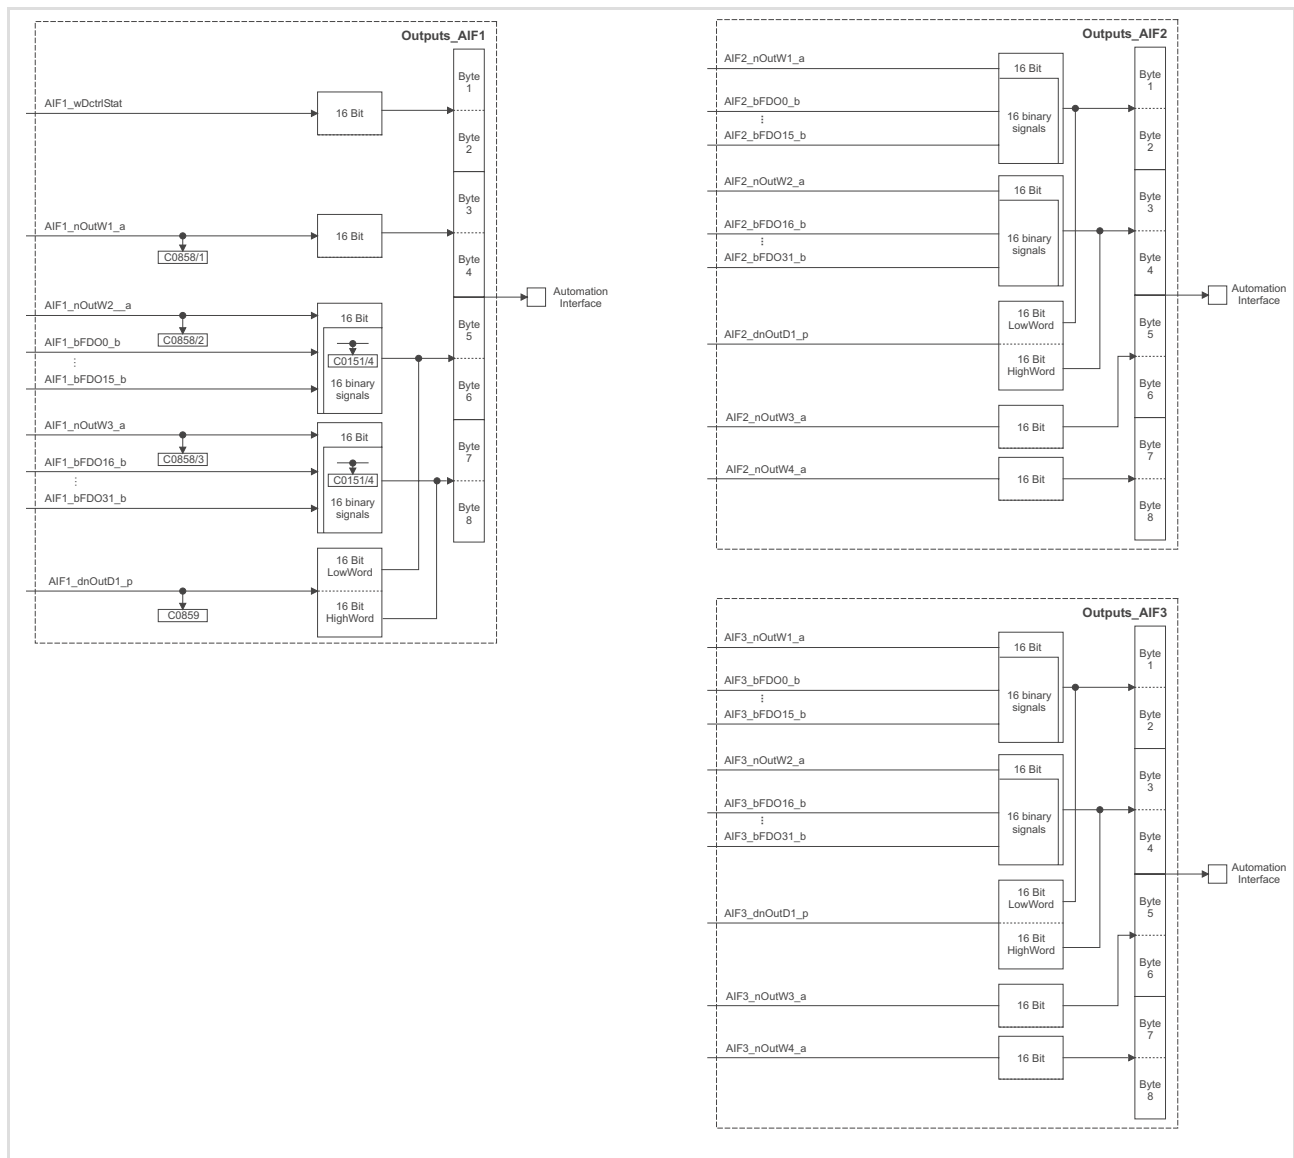 Outputs_AIF1
AIF1_wDctrlStat
16 Bit
Byte
1
Byte
2
AIF1_nOutW1_a
C0858/1
16 Bit
Byte
3
Byte
4
Automation
Interface
AIF1_nOutW2__a
C0858/2
AIF1_bFDO0_b
⋮
AIF1_bFDO15_b
16 Bit
C0151/4
16 binary
signals
Byte
5
Byte
6
AIF1_nOutW3_a
C0858/3
AIF1_bFDO16_b
⋮
AIF1_bFDO31_b
16 Bit
C0151/4
16 binary
signals
Byte
7
Byte
8
AIF1_dnOutD1_p
C0859
16 Bit
LowWord
16 Bit
HighWord
Outputs_AIF2
AIF2_nOutW1_a
AIF2_bFDO0_b
⋮
AIF2_bFDO15_b
16 Bit
16 binary
signals
Byte
1
Byte
2
AIF2_nOutW2_a
AIF2_bFDO16_b
⋮
AIF2_bFDO31_b
16 Bit
16 binary
signals
Byte
3
Byte
4
Automation
Interface
AIF2_dnOutD1_p
16 Bit
LowWord
16 Bit
HighWord
Byte
5
Byte
6
AIF2_nOutW3_a
16 Bit
Byte
7
AIF2_nOutW4_a
16 Bit
Byte
8
Outputs_AIF3
AIF3_nOutW1_a
AIF3_bFDO0_b
⋮
AIF3_bFDO15_b
16 Bit
16 binary
signals
Byte
1
Byte
2
AIF3_nOutW2_a
AIF3_bFDO16_b
⋮
AIF3_bFDO31_b
16 Bit
16 binary
signals
Byte
3
Byte
4
Automation
Interface
AIF3_dnOutD1_p
16 Bit
LowWord
16 Bit
HighWord
Byte
5
Byte
6
AIF3_nOutW3_a
16 Bit
Byte
7
AIF3_nOutW4_a
16 Bit
Byte
8